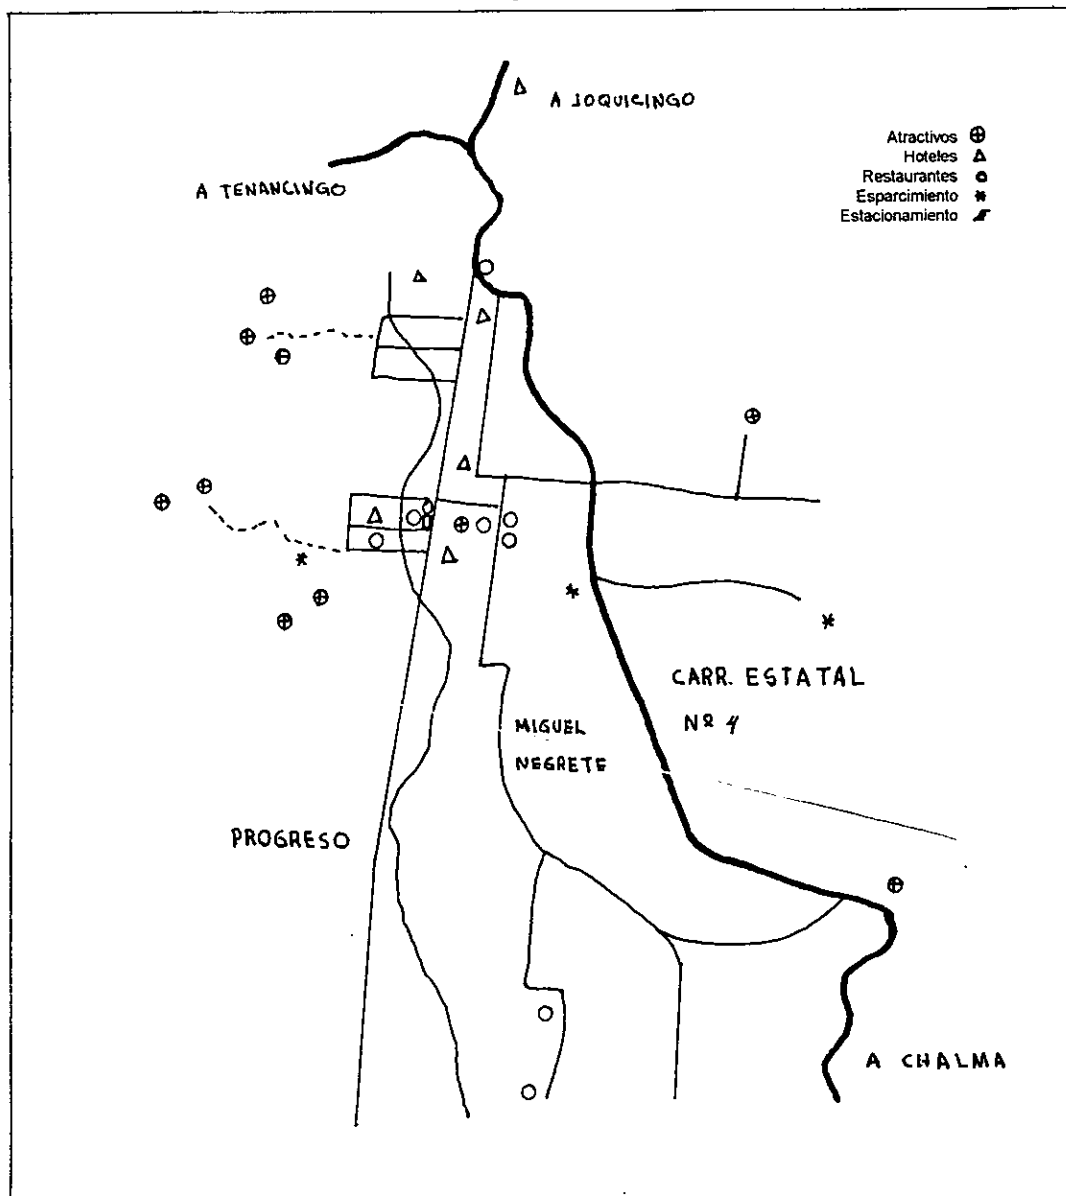 A JOQUICINGO
Atractivos
Hoteles
Restaurantes
Esparcimiento
Estacionamiento
A TENANCINGO
CARR. ESTATAL
Nº 4
MIGUEL
NEGRETE
PROGRESO
A CHALMA